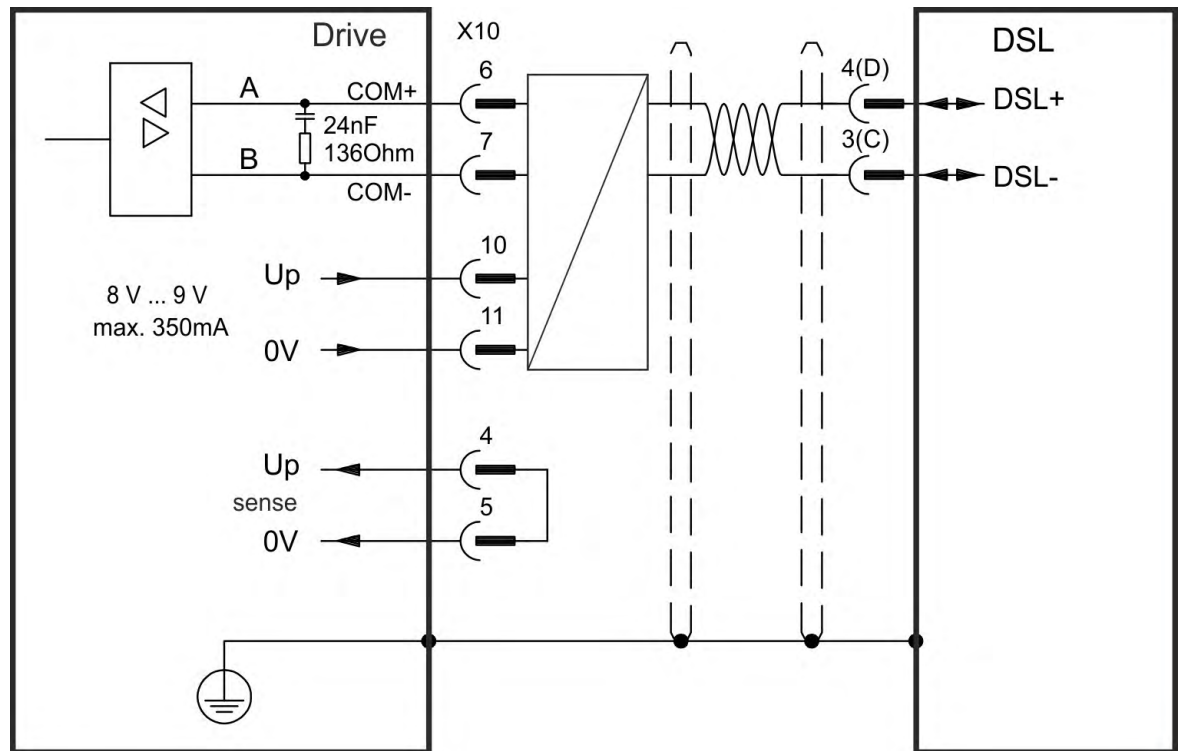 Drive
X10
DSL
A
COM+
6
4(D)
DSL+
24nF
136Ohm
B
COM-
7
3(C)
DSL-
Up
10
8 V ... 9 V
max. 350mA
0V
11
Up
4
sense
0V
5